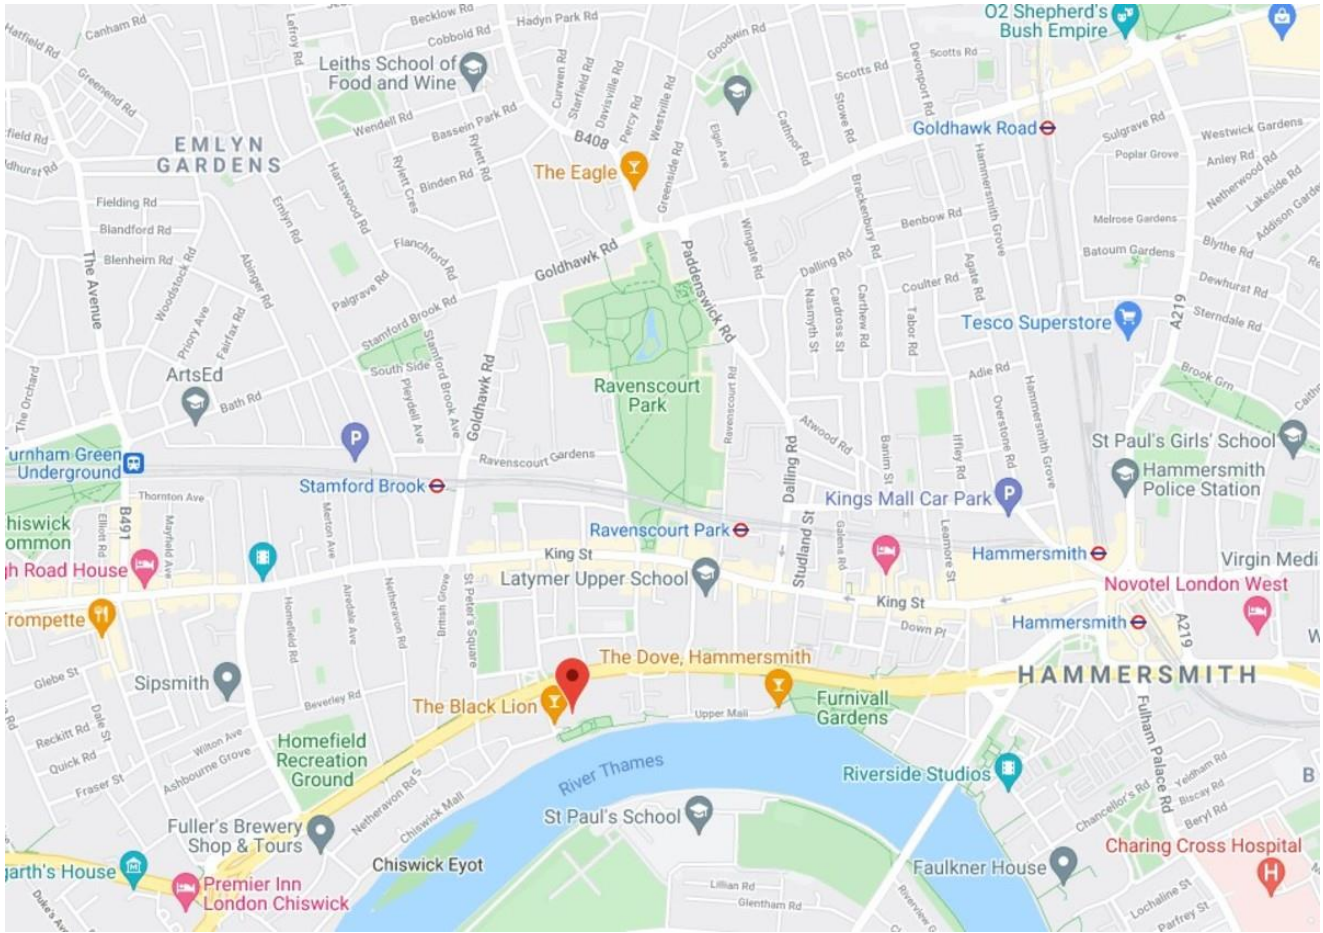 Canham Rd
Hatfield Rd
Greenend Rd
Lefroy Rd
Becklow Rd
Cobbold Rd
Hadyn Park Rd
Leiths School of
Food and Wine
Wendell Rd
Bassein Park Rd
Curwen Rd
Starfield Rd
Davisville Rd
Percy Rd
Westville Rd
Goodwin Rd
B408
O2 Shepherd's
Bush Empire
Scotts Rd
Scotts Rd
Devonport Rd
Stowe Rd
Cathnor Rd
Elgin Ave
Goldhawk Road
Sulgrave Rd
Westwick Gardens
Poplar Grove
Anley Rd
Netherwood Rd
Lakeside Rd
Addison Garde
EMLYN
GARDENS
Rylett Rd
Rylett Cres
Binden Rd
Hartswood Rd
Emlyn Rd
The Eagle
Greenside Rd
Fielding Rd
Blandford Rd
Blenheim Rd
The Avenue
Woodstock Rd
Abinger Rd
Flanchford Rd
Palgrave Rd
Goldhawk Rd
Paddenswick Rd
Wingate Rd
Brackenbury Rd
Benbow Rd
Hammersmith Grove
Melrose Gardens
Batoum Gardens
Blythe Rd
Dewhurst Rd
Sterndale Rd
A219
Dalling Rd
Coulter Rd
Agate Rd
Nasmyth St
Cardross St
Carthew Rd
Tabor Rd
Tesco Superstore
Priory Ave
Fairfax Rd
Stamford Brook Rd
South Side
Stamford Brook Ave
Pleydell Ave
Goldhawk Rd
ArtsEd
Bath Rd
The Orchard
Ravenscourt
Park
Ravenscourt Rd
Adie Rd
Brook Grn
Atwood Rd
Banim St
Iffley Rd
Overstone Rd
Hammersmith Grove
St Paul's Girls' School
Hammersmith
Police Station
urnham Green
Underground
P
Ravenscourt Gardens
Stamford Brook
Dalling Rd
Kings Mall Car Park
P
Thornton Ave
B491
Elliott Rd
Mayfield Ave
Merton Ave
hiswick
ommon
Ravenscourt Park
Studland St
Galena Rd
Leamore St
Hammersmith
Virgin Medi
gh Road House
King St
Latymer Upper School
King St
Novotel London West
rompette
Homefield Rd
Airedale Ave
Netheravon Rd
British Grove
St Peter's Square
Down Pl
Hammersmith
A219
W
Glebe St
Sipsmith
Beverley Rd
The Dove, Hammersmith
HAMMERSMITH
The Black Lion
Upper Mall
Furnivall
Gardens
Reckitt Rd
Dale St
Quick Rd
Fraser St
Wilton Ave
Ashbourne Grove
Homefield
Recreation
Ground
Netheravon Rd S
Chiswick Mall
River Thames
Riverside Studios
Fulham Palace Rd
Yeldham Rd
Biscay Rd
Beryl Rd
Chancellor's Rd
B
Fuller's Brewery
Shop & Tours
St Paul's School
Chiswick Eyot
Faulkner House
Charing Cross Hospital
H
garth's House
Premier Inn
London Chiswick
Duke's Ave
Lillian Rd
Glentham Rd
Riverview
Lochaline St
Parfrey St